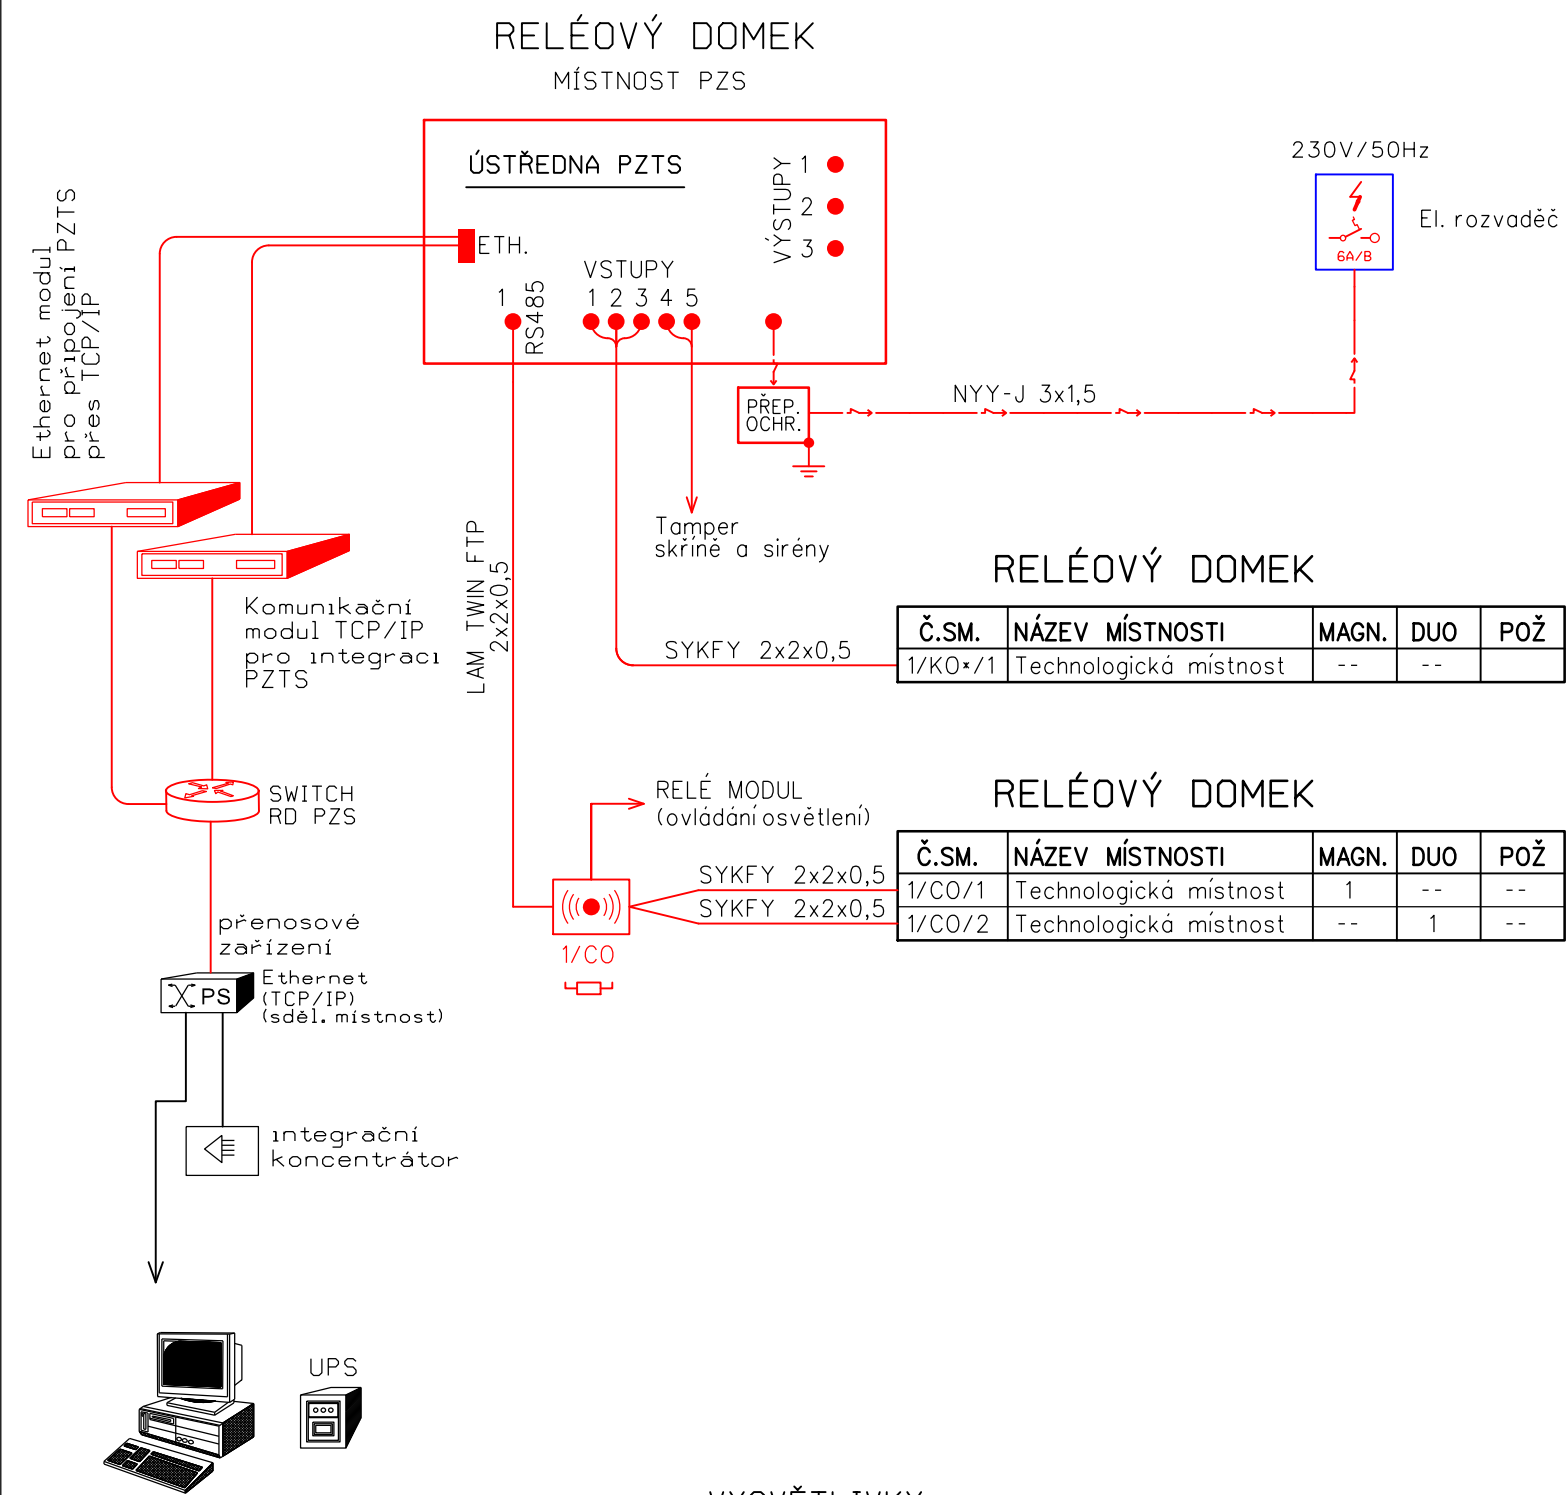 RELÉOVÝ DOMEK
MÍSTNOST PZS
ÚSTŘEDNA PZTS
VÝSTUPY
1
2
3
ETH.
VSTUPY
1 2 3 4 5
1
RS485
230V/50Hz
6A/B
El. rozvaděč
Ethernet modul
pro připojení PZTS
přes TCP/IP
PŘEP.
OCHR.
NYY-J 3x1,5
Tamper
skříně a sirény
LAM TWIN FTP
2x2x0,5
Komunikační
modul TCP/IP
pro integraci
PZTS
SYKFY 2x2x0,5
RELÉOVÝ DOMEK
Č.SM. NÁZEV MÍSTNOSTI MAGN. DUO POŽ
1/KO*/1 Technologická místnost -- --
SWITCH
RD PZS
RELÉ MODUL
(ovládání osvětlení)
RELÉOVÝ DOMEK
Č.SM. NÁZEV MÍSTNOSTI MAGN. DUO POŽ
SYKFY 2x2x0,5
1/CO/1 Technologická místnost 1 -- --
SYKFY 2x2x0,5
1/CO/2 Technologická místnost -- 1 --
1/CO
přenosové
zařízení
PS
Ethernet
(TCP/IP)
(sděl. místnost)
integrační
koncentrátor
UPS
VYSVĚTLIVKY